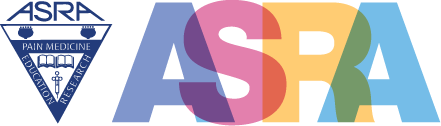 ASRA
PAIN MEDICINE
EDUCATION
RESEARCH
ASRA